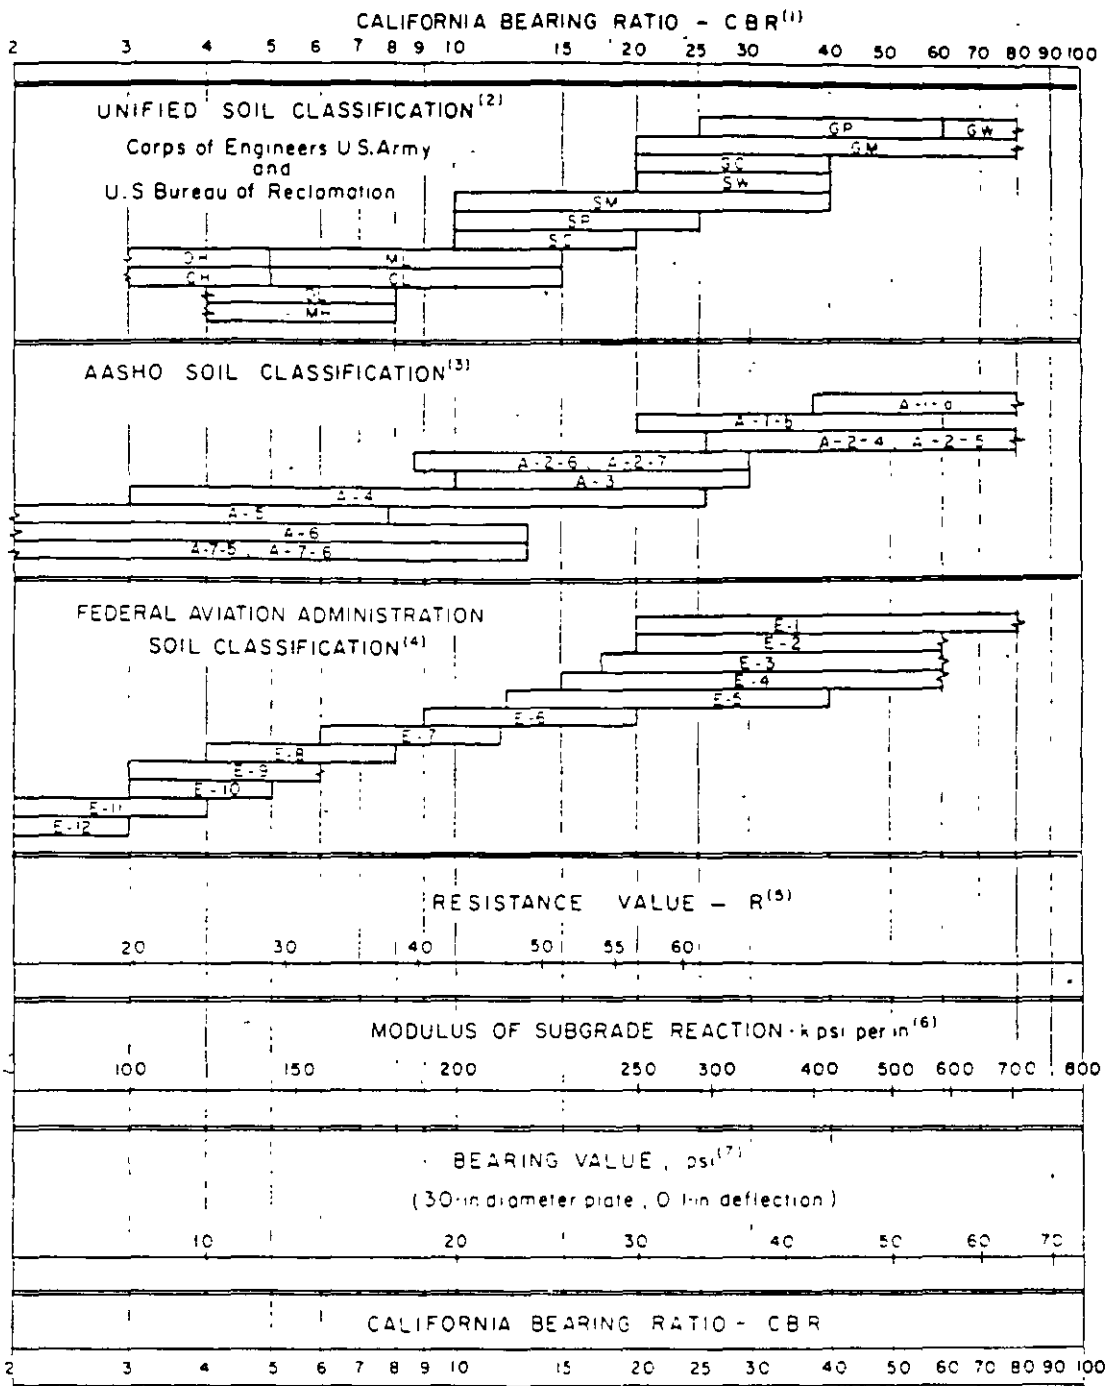 CALIFORNIA BEARING RATIO - CBR(1)
2 3 4 5 6 7 8 9 10 15 20 25 30 40 50 60 70 80 90 100
UNIFIED SOIL CLASSIFICATION(2)
Corps of Engineers U.S.Army
and
U.S Bureau of Reclamation
GP GW
GM
GC
SW
SM
SP
SC
OH ML
CH CL
OL
MH
AASHO SOIL CLASSIFICATION(3)
A-1-a
A-2-4, A-2-5
A-2-6, A-2-7
A-3
A-4
A-5
A-6
A-7-5, A-7-6
FEDERAL AVIATION ADMINISTRATION
SOIL CLASSIFICATION(4)
E-1
E-2
E-3
E-4
E-5
E-6
E-7
E-8
E-9
E-10
E-11
E-12
RESISTANCE VALUE - R(5)
20 30 40 50 55 60
MODULUS OF SUBGRADE REACTION - k psi per in(6)
100 150 200 250 300 400 500 600 700 800
BEARING VALUE, psi(7)
(30-in diameter plate, 0 1-in deflection)
10 20 30 40 50 60 70
CALIFORNIA BEARING RATIO - CBR
2 3 4 5 6 7 8 9 10 15 20 25 30 40 50 60 70 80 90 100